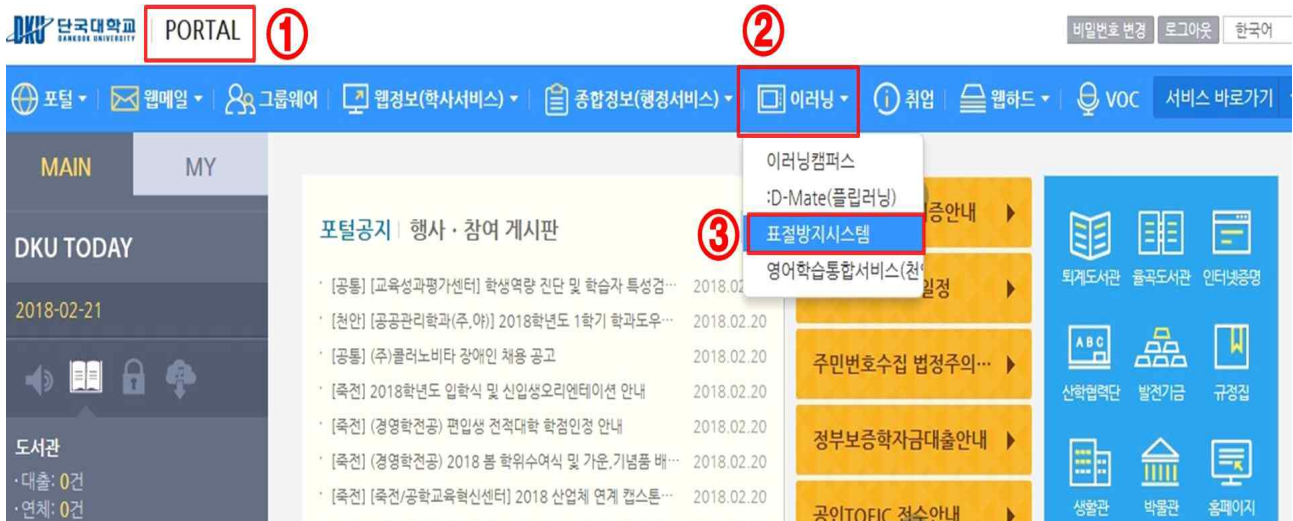 DKU 단국대학교 PORTAL ① ② 비밀번호 변경 로그아웃 한국어
DANKOOK UNIVERSITY
포털 웹메일 그룹웨어 웹정보(학사서비스) 종합정보(행정서비스) 이러닝 취업 웹하드 VOC 서비스 바로가기
MAIN MY
이러닝캠퍼스
:D-Mate(플립러닝)
③ 표절방지시스템
영어학습통합서비스(천
DKU TODAY
2018-02-21
도서관
·대출: 0건
·연체: 0건
포털공지 행사 · 참여 게시판
· [공통] [교육성과평가센터] 학생역량 진단 및 학습자 특성검… 2018.02
· [천안] [공공관리학과(주,야)] 2018학년도 1학기 학과도우… 2018.02.20
· [공통] (주)콜러노비타 장애인 채용 공고 2018.02.20
· [죽전] 2018학년도 입학식 및 신입생오리엔테이션 안내 2018.02.20
· [죽전] (경영학전공) 편입생 전적대학 학점인정 안내 2018.02.20
· [죽전] (경영학전공) 2018 봄 학위수여식 및 가운,기념품 배… 2018.02.20
· [죽전] [죽전/공학교육혁신센터] 2018 산업체 연계 캡스톤… 2018.02.20
증안내
일정
주민번호수집 법정주의…
정부보증학자금대출안내
공인TOEIC 접수안내
퇴계도서관 율곡도서관 인터넷증명
ABC
산학협력단 발전기금 규정집
생활관 박물관 홈페이지